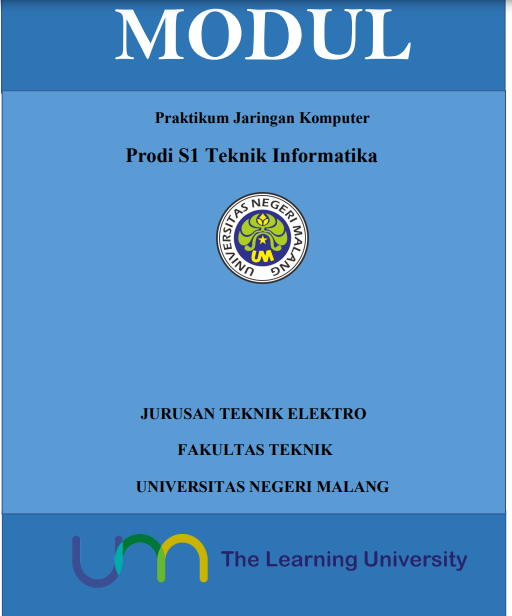 MODUL
Praktikum Jaringan Komputer
Prodi S1 Teknik Informatika
UNIVERSITAS NEGERI MALANG
UM
JURUSAN TEKNIK ELEKTRO
FAKULTAS TEKNIK
UNIVERSITAS NEGERI MALANG
um The Learning University